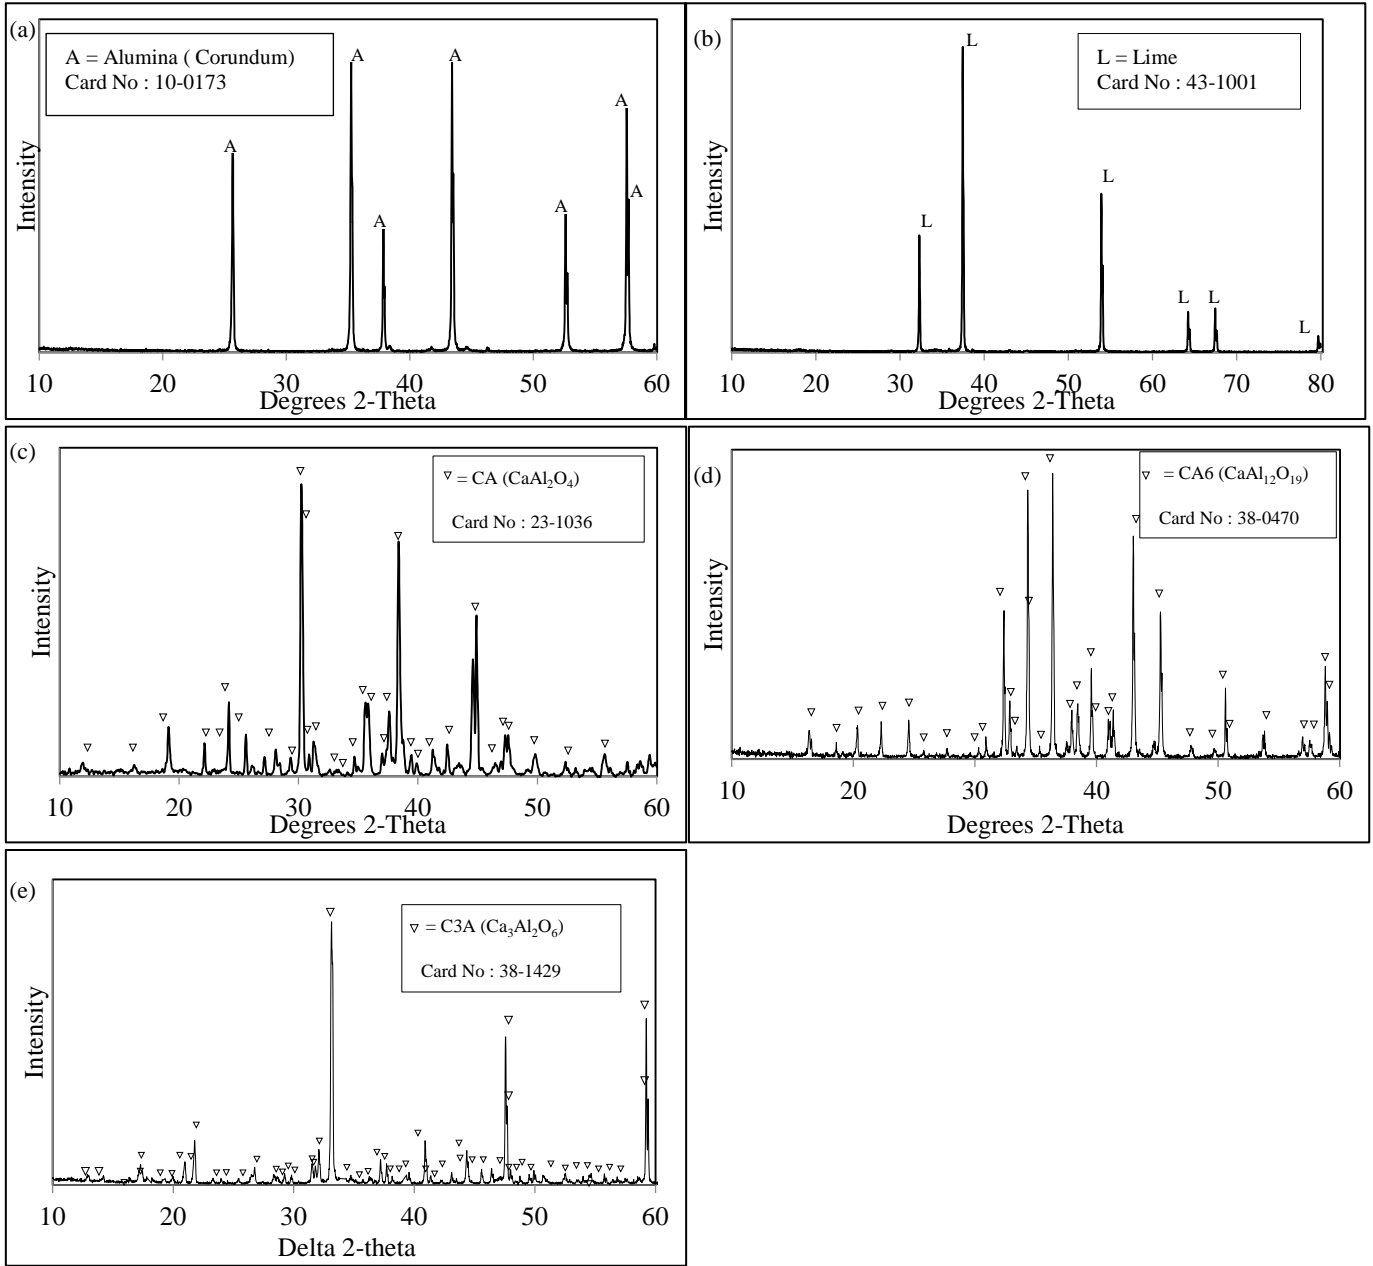 (a)
A = Alumina ( Corundum)
Card No : 10-0173
A
A
A
A
A
A
A
Intensity
10 20 30 40 50 60
Degrees 2-Theta
(b)
L = Lime
Card No : 43-1001
L
L
L
L
L
L
Intensity
10 20 30 40 50 60 70 80
Degrees 2-Theta
(c)
▽ = CA (CaAl₂O₄)
Card No : 23-1036
Intensity
10 20 30 40 50 60
Degrees 2-Theta
(d)
▽ = CA6 (CaAl₁₂O₁₉)
Card No : 38-0470
Intensity
10 20 30 40 50 60
Degrees 2-Theta
(e)
▽ = C3A (Ca₃Al₂O₆)
Card No : 38-1429
Intensity
10 20 30 40 50 60
Delta 2-theta